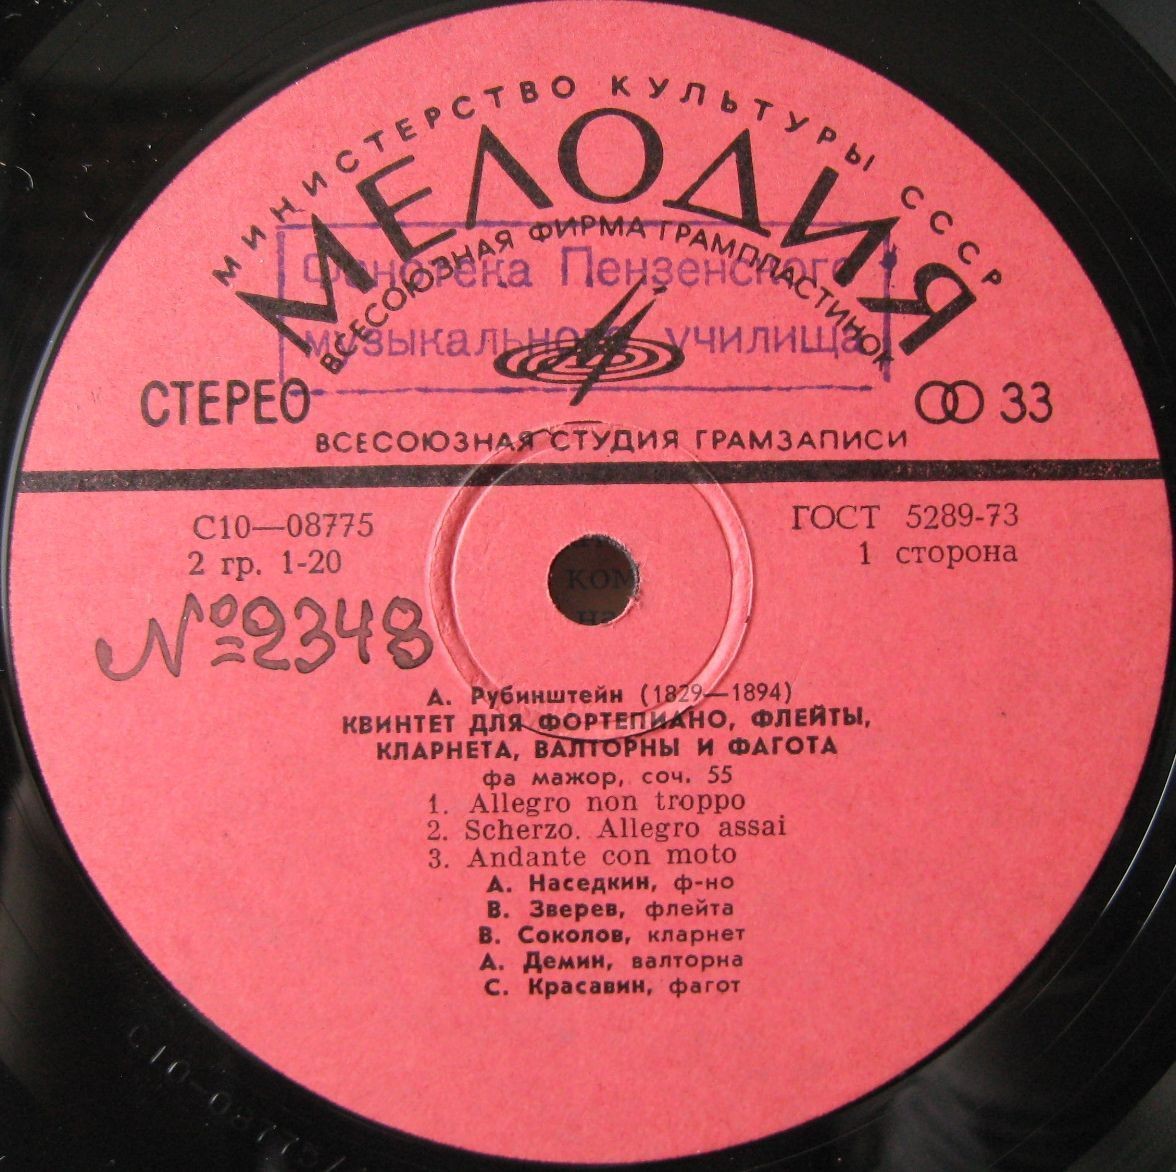 МИНИСТЕРСТВО КУЛЬТУРЫ СССР
МЕЛОДИЯ
ВСЕСОЮЗНАЯ ФИРМА ГРАМПЛАСТИНОК
Фонотека Пензенского
музыкального училища
СТЕРЕО
33
ВСЕСОЮЗНАЯ СТУДИЯ ГРАМЗАПИСИ
С10—08775
ГОСТ 5289-73
2 гр. 1-20
1 сторона
КОМ
№2348
А. Рубинштейн (1829—1894)
КВИНТЕТ ДЛЯ ФОРТЕПИАНО, ФЛЕЙТЫ,
КЛАРНЕТА, ВАЛТОРНЫ И ФАГОТА
фа мажор, соч. 55
1. Allegro non troppo
2. Scherzo. Allegro assai
3. Andante con moto
А. Наседкин, ф-но
В. Зверев, флейта
В. Соколов, кларнет
А. Демин, валторна
С. Красавин, фагот